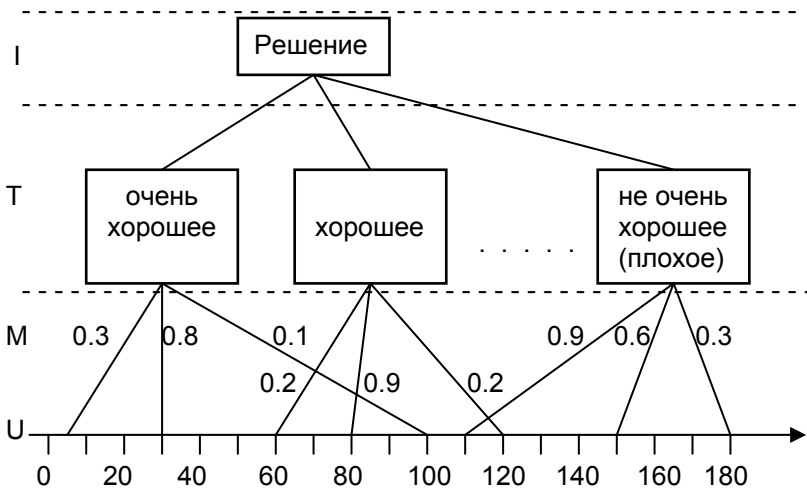 I
Решение
T
очень
хорошее
хорошее
. . . . .
не очень
хорошее
(плохое)
M
0.3
0.8
0.1
0.2
0.9
0.2
0.9
0.6
0.3
U
0 20 40 60 80 100 120 140 160 180